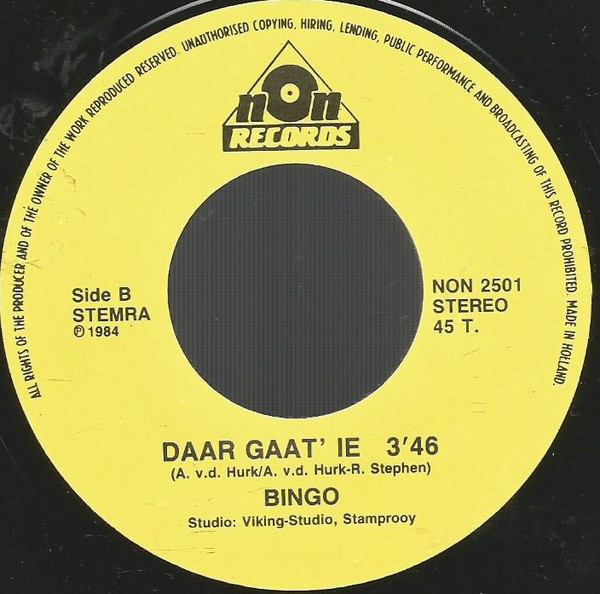 ALL RIGHTS OF THE PRODUCER AND OF THE OWNER OF THE WORK REPRODUCED RESERVED. UNAUTHORISED COPYING, HIRING, LENDING, PUBLIC PERFORMANCE AND BROADCASTING OF THIS RECORD PROHIBITED. MADE IN HOLLAND.
non
RECORDS
Side B
STEMRA
℗ 1984
NON 2501
STEREO
45 T.
DAAR GAAT' IE 3'46
(A. v.d. Hurk/A. v.d. Hurk-R. Stephen)
BINGO
Studio: Viking-Studio, Stamprooy